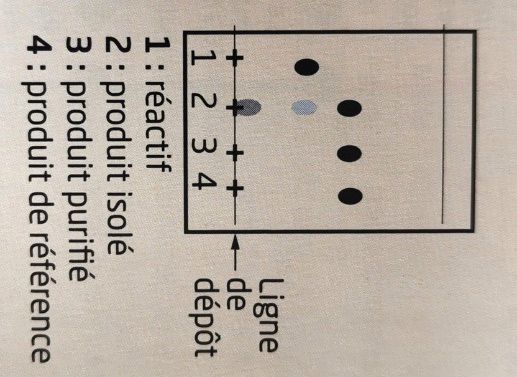 1 2 3 4
Ligne
de
dépôt
1 : réactif
2 : produit isolé
3 : produit purifié
4 : produit de référence